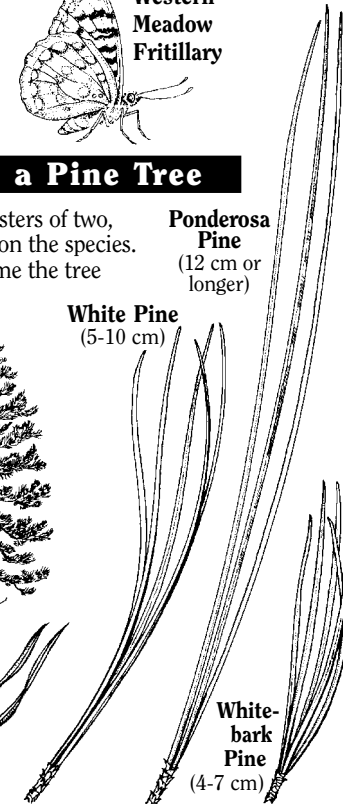 Western
Meadow
Fritillary
a Pine Tree
sters of two,
on the species.
me the tree
Ponderosa
Pine
(12 cm or
longer)
White Pine
(5-10 cm)
White-
bark
Pine
(4-7 cm)